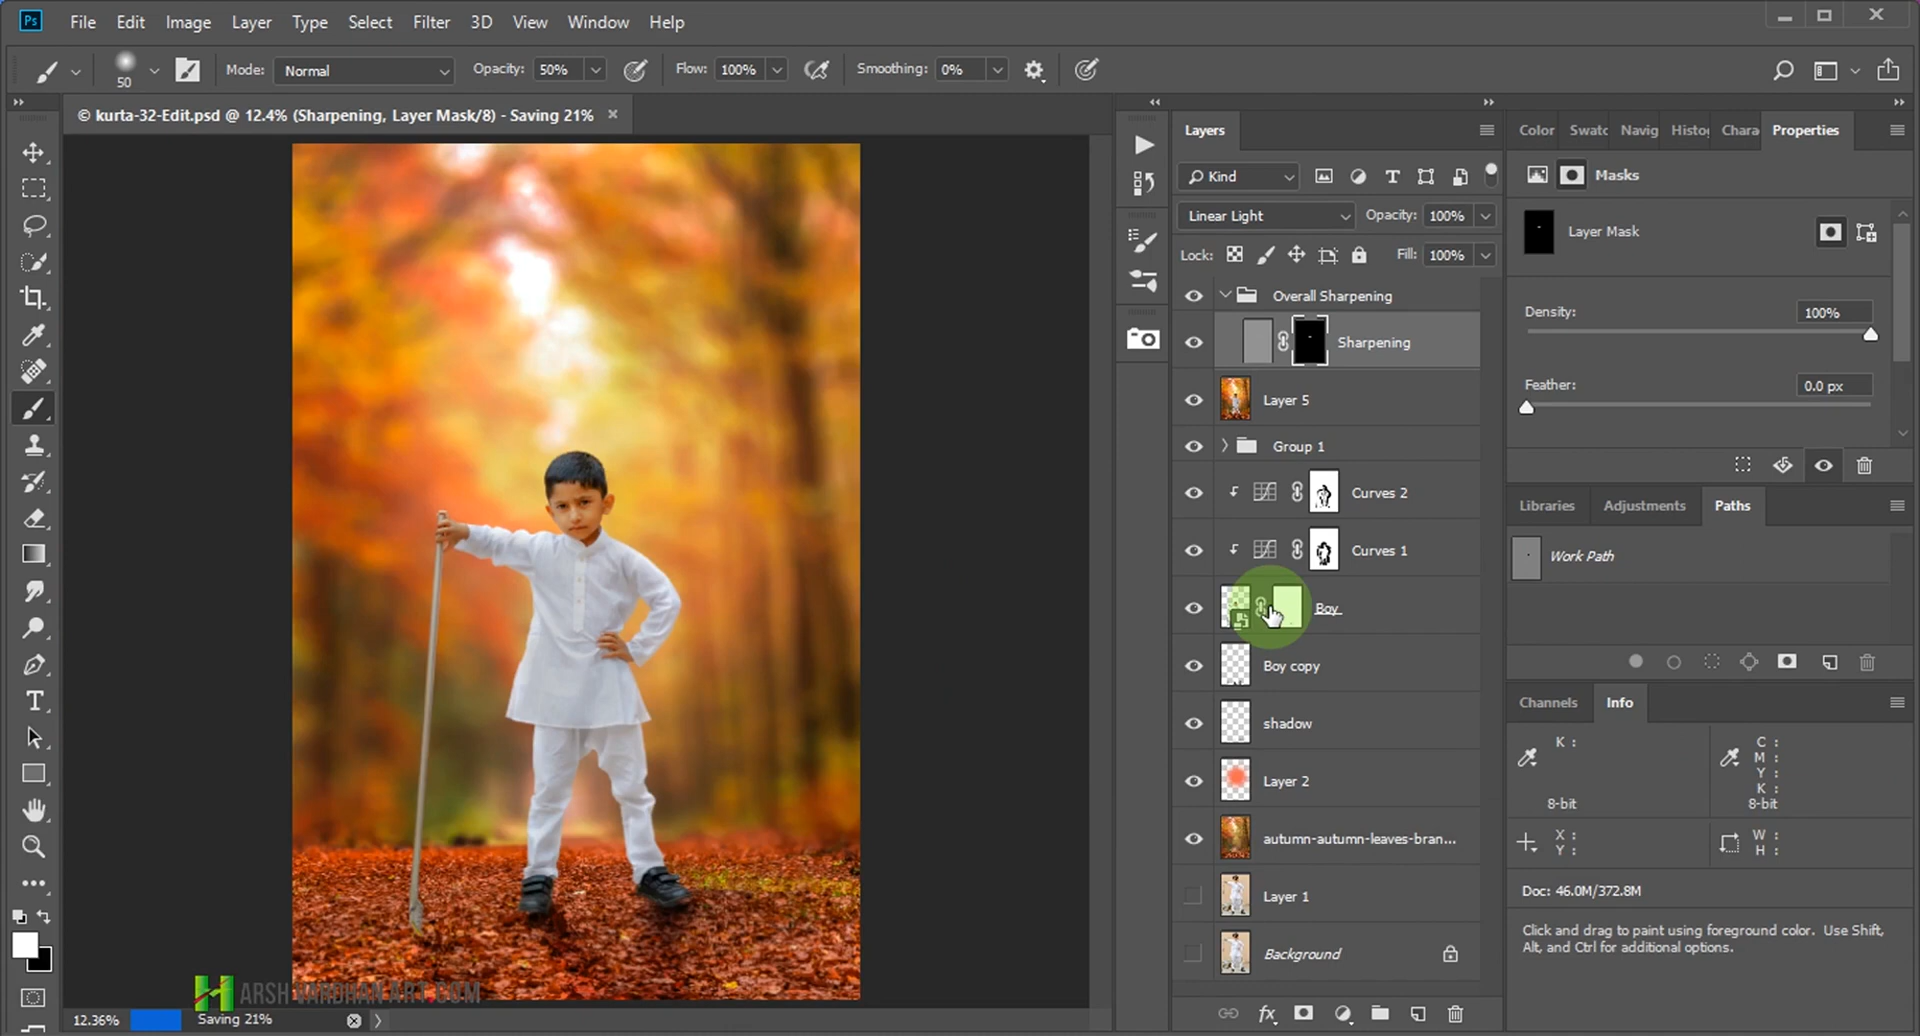 Ps File Edit Image Layer Type Select Filter 3D View Window Help
50 Mode: Normal Opacity: 50% Flow: 100% Smoothing: 0%
© kurta-32-Edit.psd @ 12.4% (Sharpening, Layer Mask/8) - Saving 21% ×
Layers
Kind
Linear Light Opacity: 100%
Lock: Fill: 100%
Overall Sharpening
Sharpening
Layer 5
Group 1
Curves 2
Curves 1
Boy
Boy copy
shadow
Layer 2
autumn-autumn-leaves-bran...
Layer 1
Background
fx
Color Swatc Navig Histo Chara Properties
Masks
Layer Mask
Density: 100%
Feather: 0.0 px
Libraries Adjustments Paths
Work Path
Channels Info
K :
8-bit
C :
M :
Y :
K :
8-bit
X :
Y :
W :
H :
Doc: 46.0M/372.8M
Click and drag to paint using foreground color. Use Shift,
Alt, and Ctrl for additional options.
HARSH VARDHAN ART.COM
12.36% Saving 21%